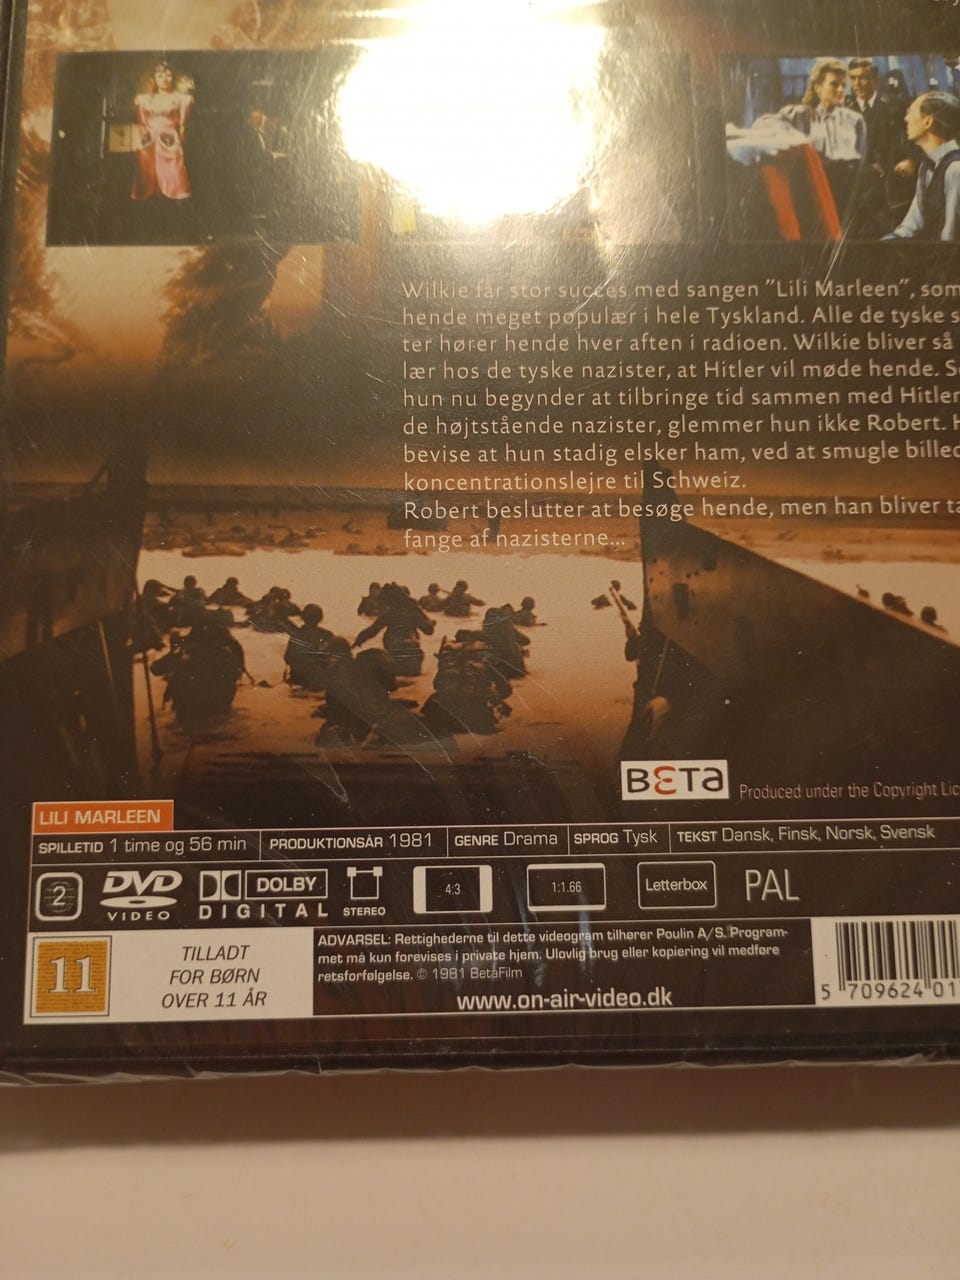 Wilkie får stor succes med sangen "Lili Marleen", som
hende meget populær i hele Tyskland. Alle de tyske s
ter hører hende hver aften i radioen. Wilkie bliver så
lær hos de tyske nazister, at Hitler vil møde hende. S
hun nu begynder at tilbringe tid sammen med Hitler
de højtstående nazister, glemmer hun ikke Robert. H
bevise at hun stadig elsker ham, ved at smugle billed
koncentrationslejre til Schweiz.
Robert beslutter at besøge hende, men han bliver ta
fange af nazisterne...
BETA
Produced under the Copyright Lic
LILI MARLEEN
SPILLETID 1 time og 56 min PRODUKTIONSÅR 1981 GENRE Drama SPROG Tysk TEKST Dansk, Finsk, Norsk, Svensk
2 DVD VIDEO DOLBY DIGITAL STEREO 4:3 1:1.66 Letterbox PAL
11
TILLADT
FOR BØRN
OVER 11 ÅR
ADVARSEL: Rettighederne til dette videogram tilhører Poulin A/S. Program-
met må kun forevises i private hjem. Ulovlig brug eller kopiering vil medføre
retsforfølgelse. © 1981 BetaFilm
www.on-air-video.dk
5 709624 01